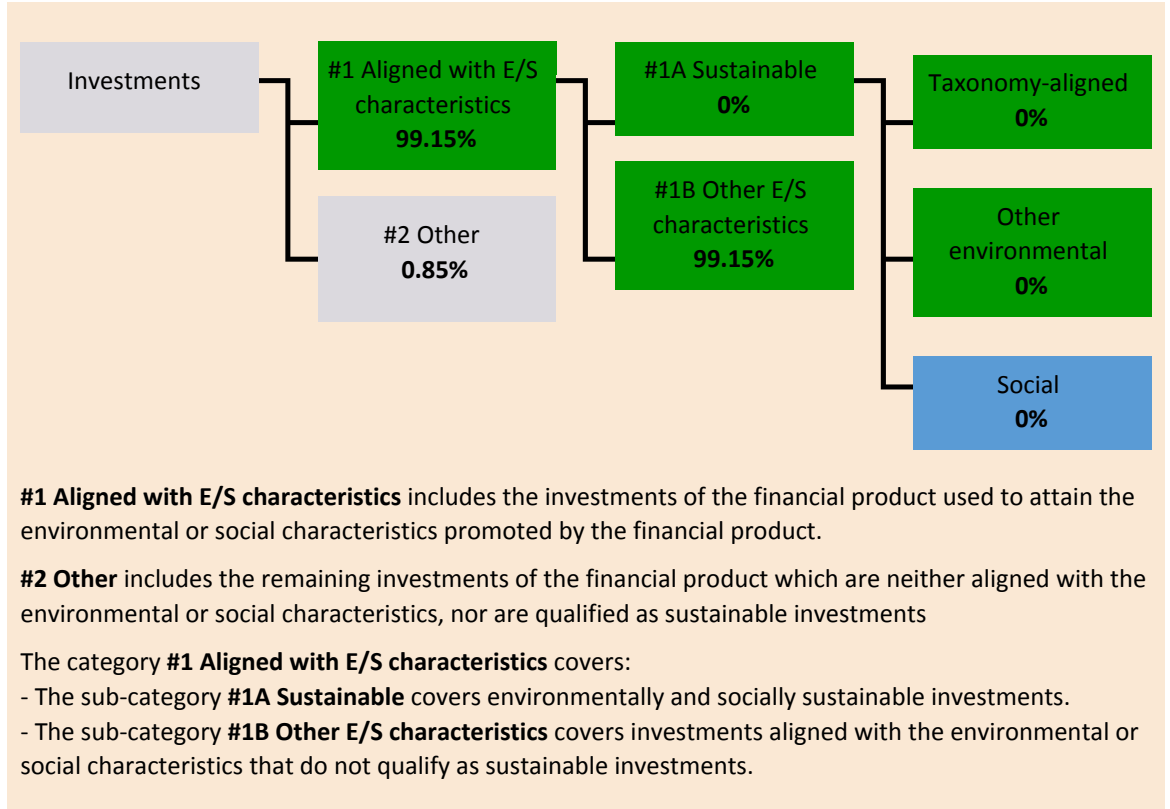 Investments
#1 Aligned with E/S
characteristics
99.15%
#2 Other
0.85%
#1A Sustainable
0%
#1B Other E/S
characteristics
99.15%
Taxonomy-aligned
0%
Other
environmental
0%
Social
0%
#1 Aligned with E/S characteristics includes the investments of the financial product used to attain the
environmental or social characteristics promoted by the financial product.
#2 Other includes the remaining investments of the financial product which are neither aligned with the
environmental or social characteristics, nor are qualified as sustainable investments
The category #1 Aligned with E/S characteristics covers:
- The sub-category #1A Sustainable covers environmentally and socially sustainable investments.
- The sub-category #1B Other E/S characteristics covers investments aligned with the environmental or
social characteristics that do not qualify as sustainable investments.